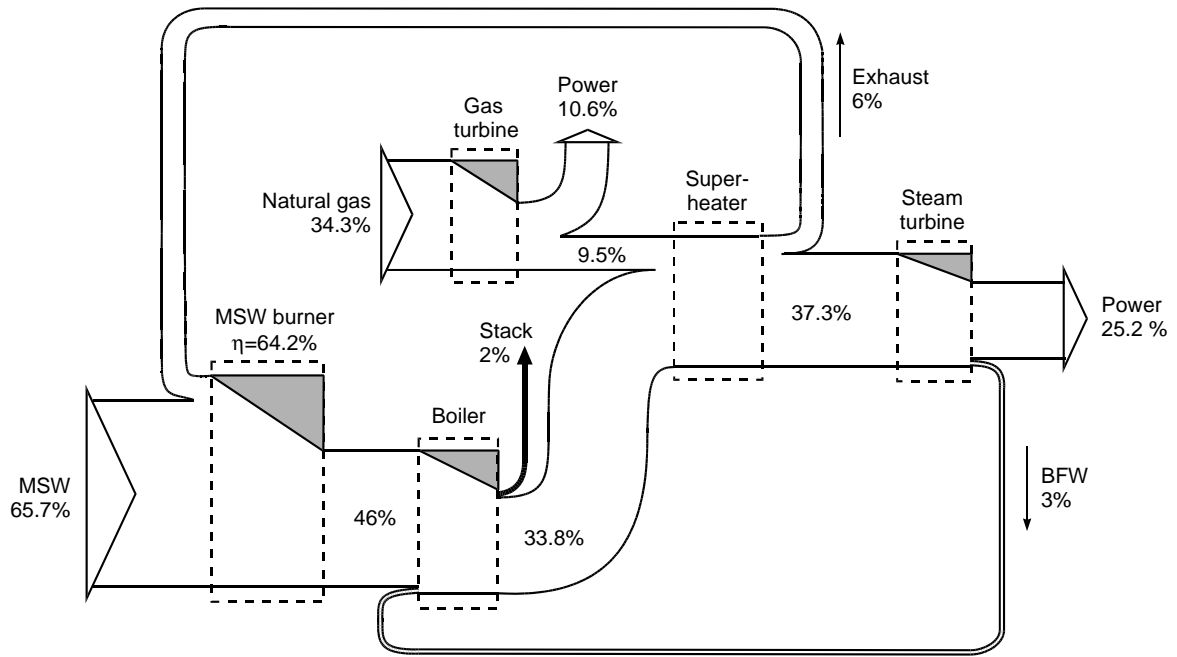 Exhaust
6%
Power
10.6%
Gas
turbine
Natural gas
34.3%
Super-
heater
Steam
turbine
9.5%
37.3%
Power
25.2 %
MSW burner
η=64.2%
Stack
2%
Boiler
MSW
65.7%
46%
33.8%
BFW
3%